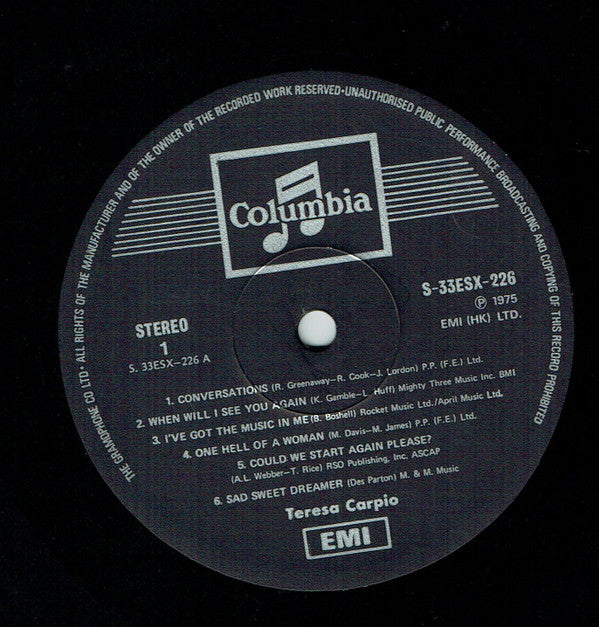 THE GRAMOPHONE CO LTD • ALL RIGHTS OF THE MANUFACTURER AND OF THE OWNER OF THE RECORDED WORK RESERVED • UNAUTHORISED PUBLIC PERFORMANCE BROADCASTING AND COPYING OF THIS RECORD PROHIBITED
Columbia
S-33ESX-226
Ⓟ 1975
EMI (HK) LTD.
STEREO
1
S. 33ESX-226 A
1. CONVERSATIONS (R. Greenaway-R. Cook-J. Lordon) P.P. (F.E.) Ltd.
2. WHEN WILL I SEE YOU AGAIN (K. Gamble-L. Huff) Mighty Three Music Inc. BMI
3. I'VE GOT THE MUSIC IN ME (B. Boshell) Rocket Music Ltd./April Music Ltd.
4. ONE HELL OF A WOMAN (M. Davis-M. James) P.P. (F.E.) Ltd.
5. COULD WE START AGAIN PLEASE?
(A.L. Webber-T. Rice) RSO Publishing, Inc. ASCAP
6. SAD SWEET DREAMER (Des Parton) M. & M. Music
Teresa Carpio
EMI